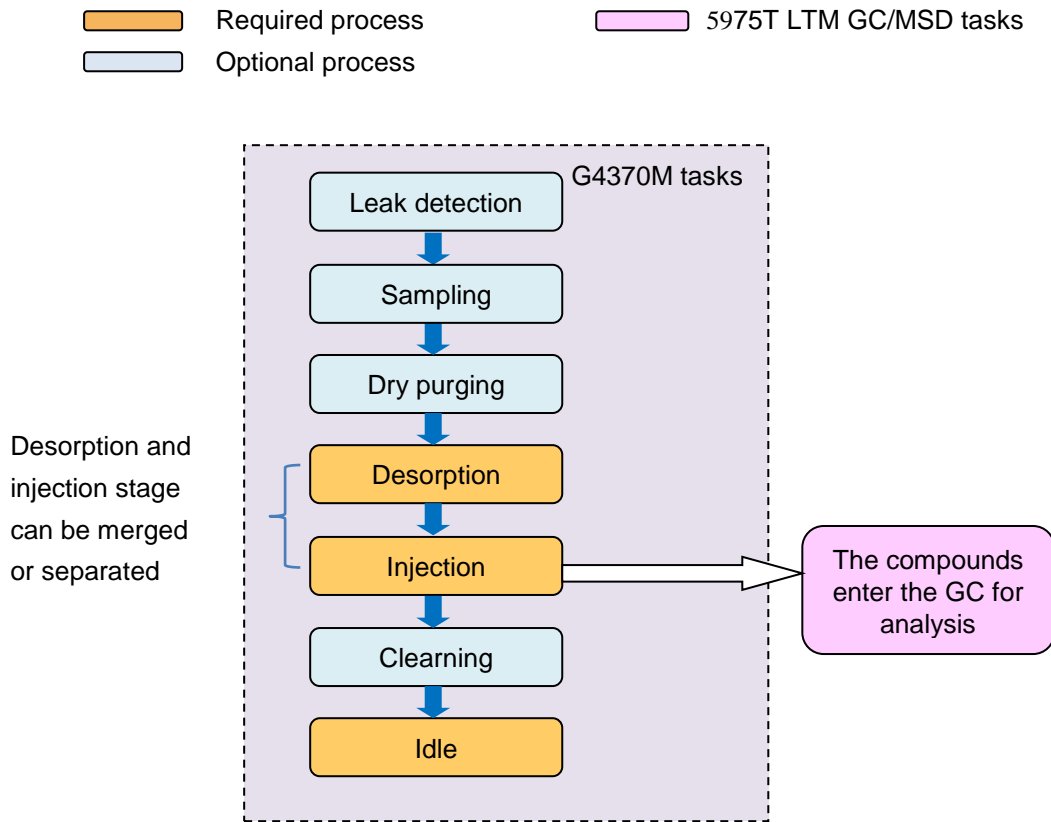 Required process
5975T LTM GC/MSD tasks
Optional process
G4370M tasks
Leak detection
Sampling
Dry purging
Desorption and
injection stage
can be merged
or separated
Desorption
Injection
The compounds
enter the GC for
analysis
Clearning
Idle